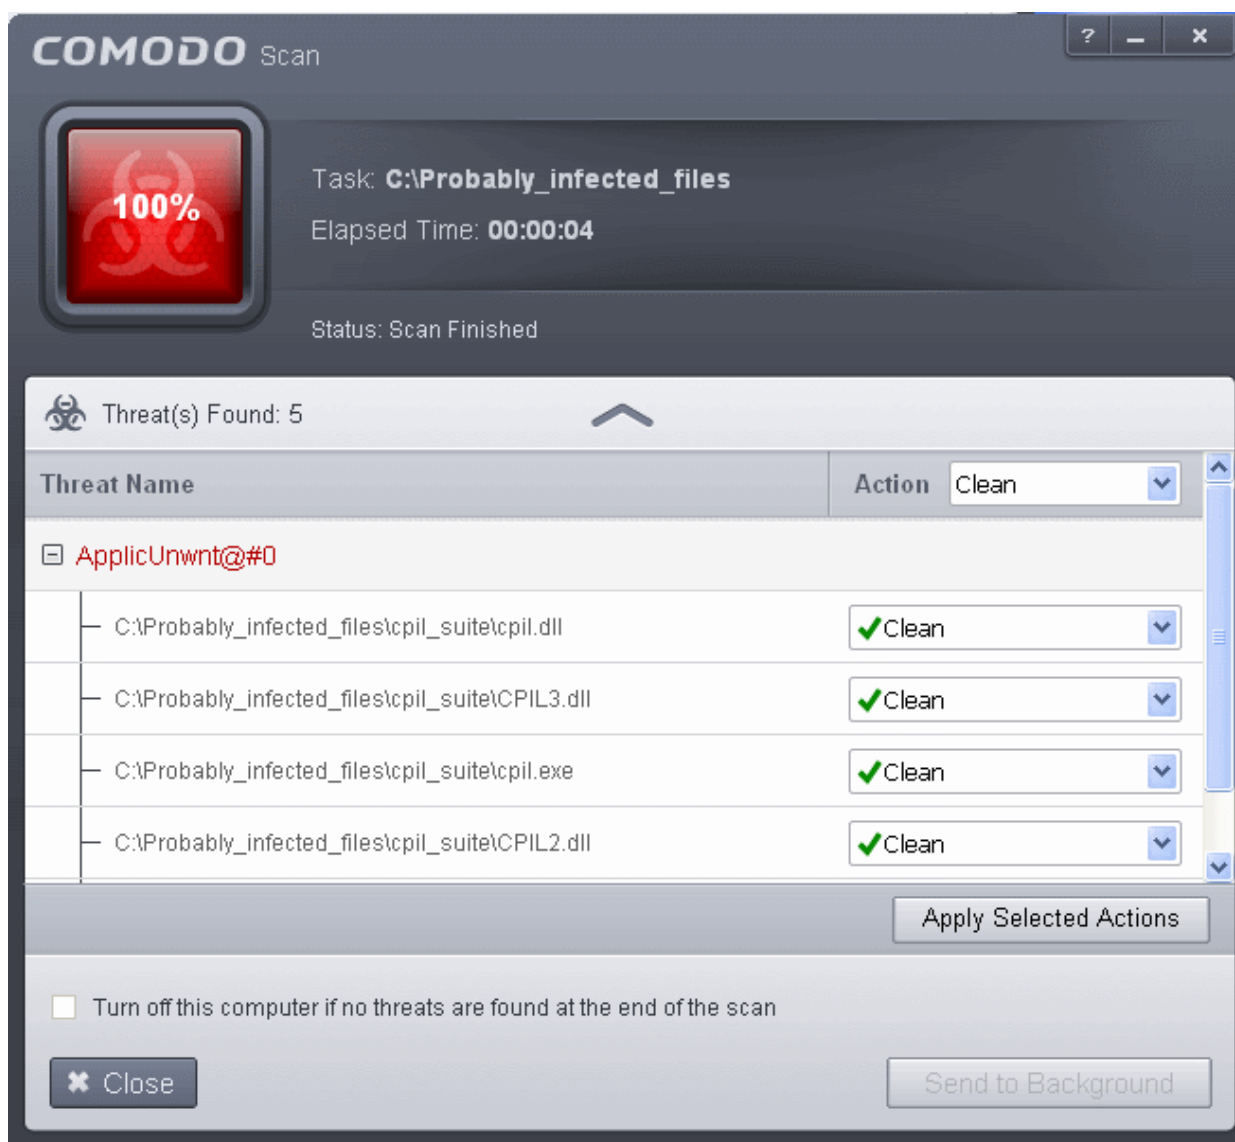 COMODO Scan
?
100%
Task: C:\Probably_infected_files
Elapsed Time: 00:00:04
Status: Scan Finished
Threat(s) Found: 5
Threat Name Action Clean
ApplicUnwnt@#0
C:\Probably_infected_files\cpil_suite\cpil.dll Clean
C:\Probably_infected_files\cpil_suite\CPIL3.dll Clean
C:\Probably_infected_files\cpil_suite\cpil.exe Clean
C:\Probably_infected_files\cpil_suite\CPIL2.dll Clean
Apply Selected Actions
Turn off this computer if no threats are found at the end of the scan
Close Send to Background